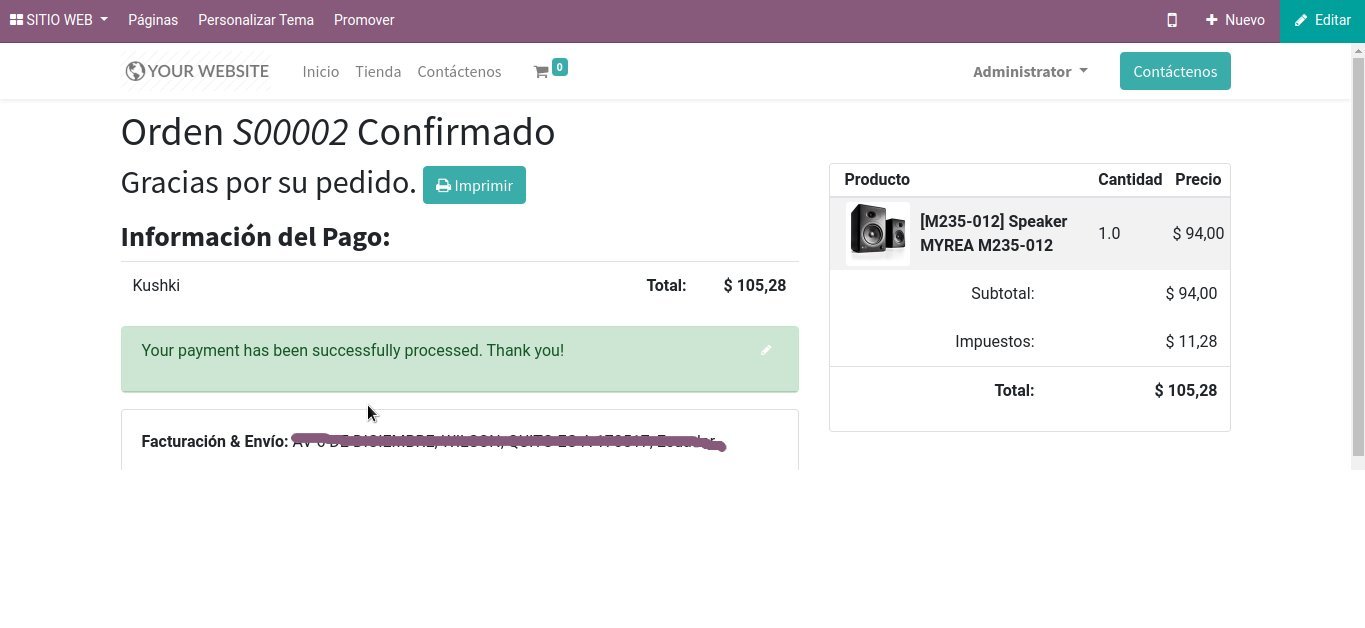 SITIO WEB Páginas Personalizar Tema Promover Nuevo Editar
YOUR WEBSITE Inicio Tienda Contáctenos 0 Administrator Contáctenos
Orden S00002 Confirmado
Gracias por su pedido. Imprimir
Información del Pago:
Kushki Total: $ 105,28
Your payment has been successfully processed. Thank you!
Facturación & Envío:
Producto Cantidad Precio
[M235-012] Speaker
MYREA M235-012 1.0 $ 94,00
Subtotal: $ 94,00
Impuestos: $ 11,28
Total: $ 105,28